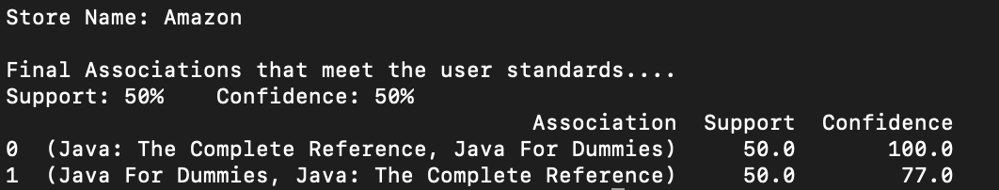 Store Name: Amazon
Final Associations that meet the user standards....
Support: 50%    Confidence: 50%
Association  Support  Confidence
0  (Java: The Complete Reference, Java For Dummies)     50.0       100.0
1  (Java For Dummies, Java: The Complete Reference)     50.0        77.0